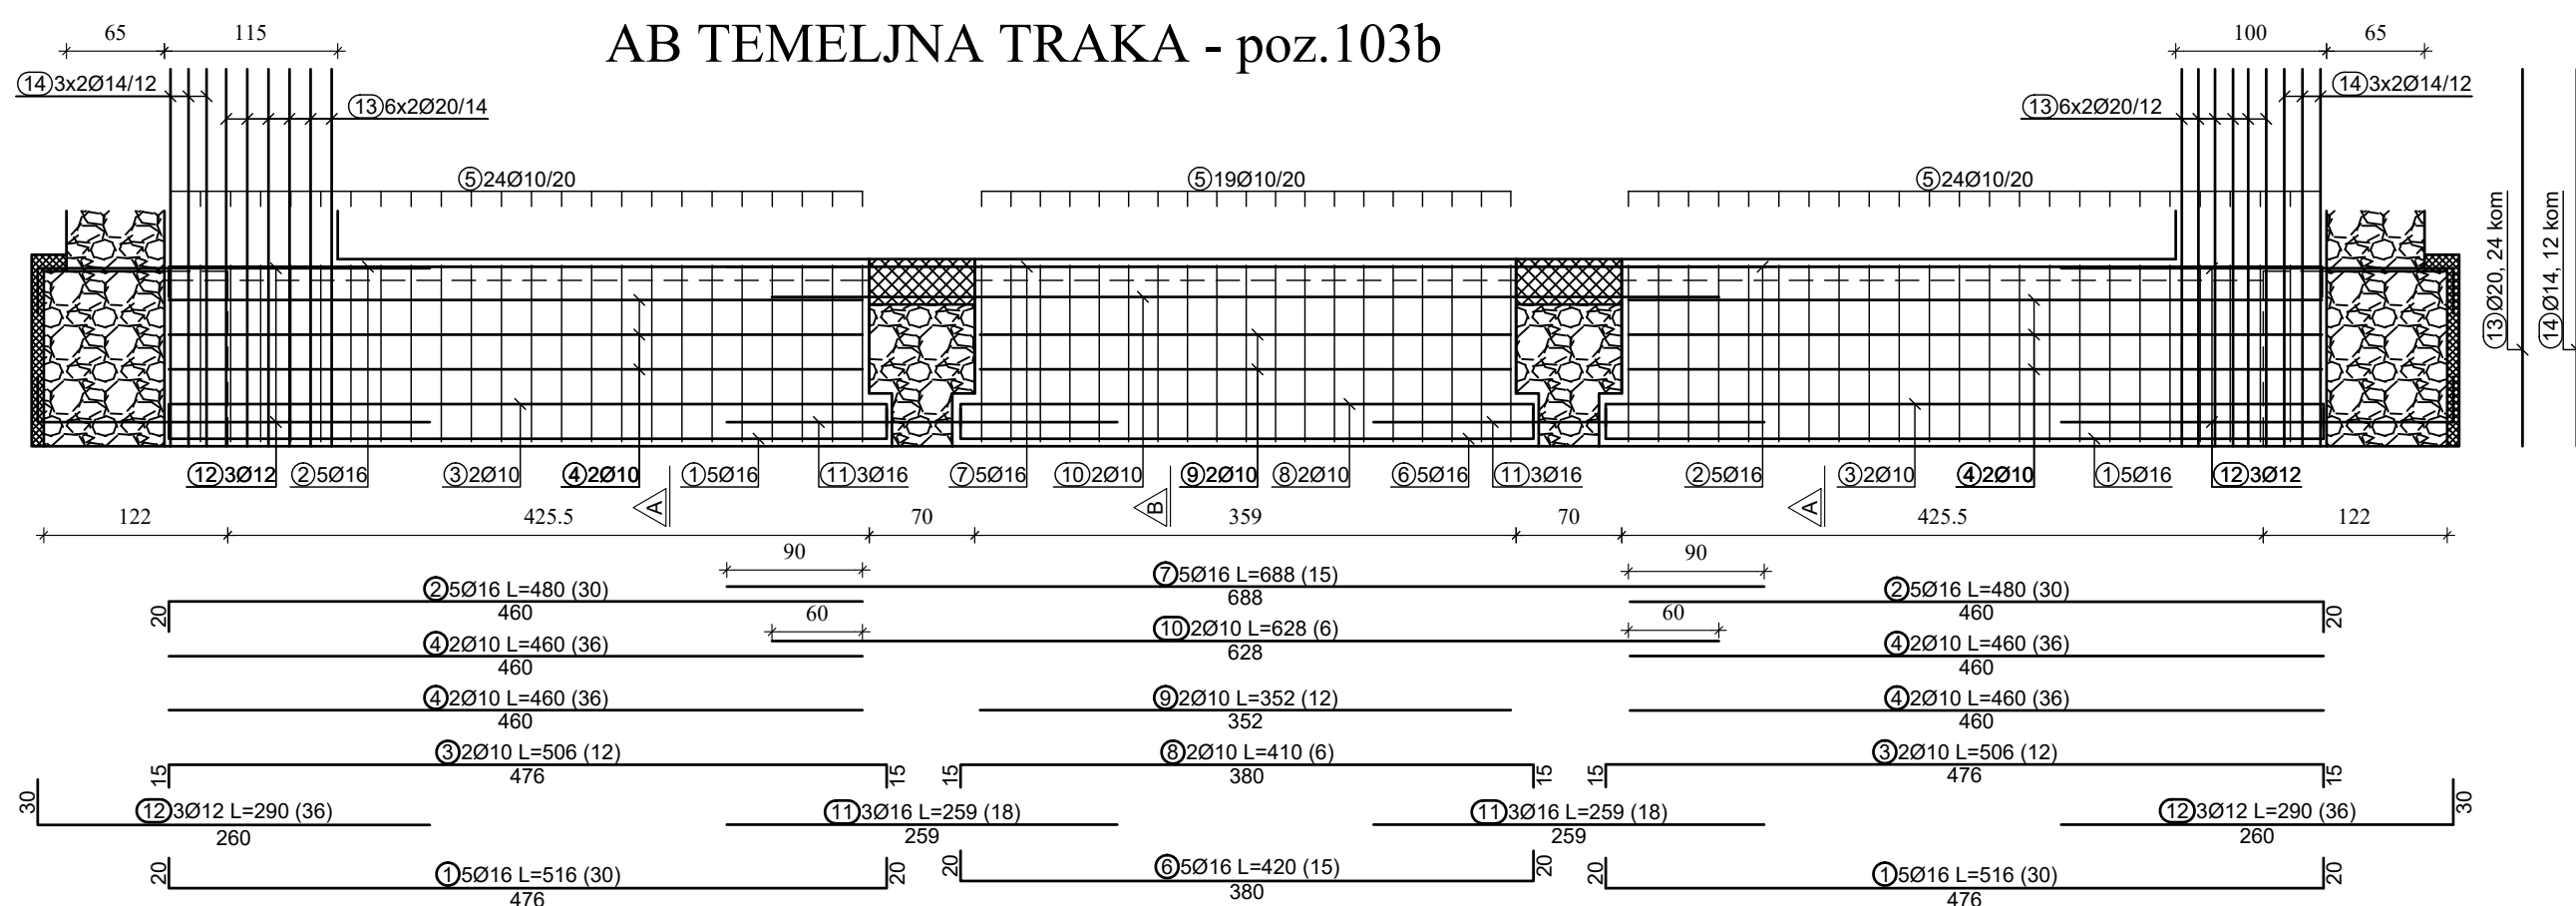 AB TEMELJNA TRAKA - poz.103b
65 115 100 65
14 3x2Ø14/12 13 6x2Ø20/14 13 6x2Ø20/12 14 3x2Ø14/12
5 24Ø10/20 5 19Ø10/20 5 24Ø10/20
13 Ø20, 24 kom
14 Ø14, 12 kom
12 3Ø12 2 5Ø16 3 2Ø10 4 2Ø10 1 5Ø16 11 3Ø16 7 5Ø16 10 2Ø10 9 2Ø10 8 2Ø10 6 5Ø16 11 3Ø16 2 5Ø16 3 2Ø10 4 2Ø10 1 5Ø16 12 3Ø12
A B A
122 425.5 70 359 70 425.5 122
90 90
2 5Ø16 L=480 (30) 7 5Ø16 L=688 (15) 2 5Ø16 L=480 (30)
20 460 688 460 20
60 60
4 2Ø10 L=460 (36) 10 2Ø10 L=628 (6) 4 2Ø10 L=460 (36)
460 628 460
4 2Ø10 L=460 (36) 9 2Ø10 L=352 (12) 4 2Ø10 L=460 (36)
460 352 460
3 2Ø10 L=506 (12) 8 2Ø10 L=410 (6) 3 2Ø10 L=506 (12)
15 476 15 15 380 15 15 476 15
30 12 3Ø12 L=290 (36) 11 3Ø16 L=259 (18) 11 3Ø16 L=259 (18) 12 3Ø12 L=290 (36) 30
260 259 259 260
20 1 5Ø16 L=516 (30) 20 20 6 5Ø16 L=420 (15) 20 20 1 5Ø16 L=516 (30) 20
476 380 476